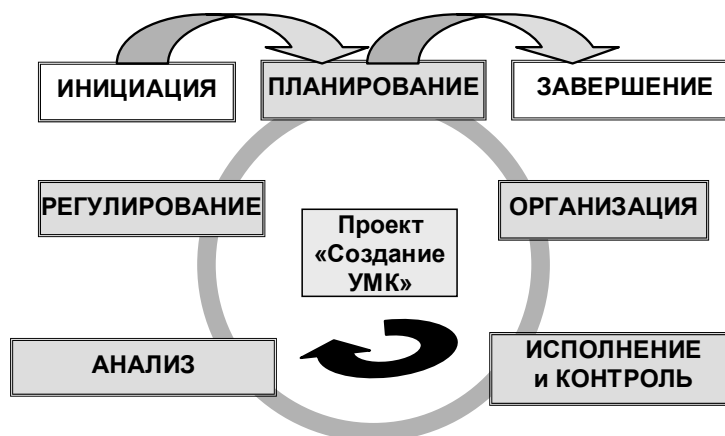 ИНИЦИАЦИЯ
ПЛАНИРОВАНИЕ
ЗАВЕРШЕНИЕ
РЕГУЛИРОВАНИЕ
Проект
«Создание
УМК»
ОРГАНИЗАЦИЯ
АНАЛИЗ
ИСПОЛНЕНИЕ
и КОНТРОЛЬ